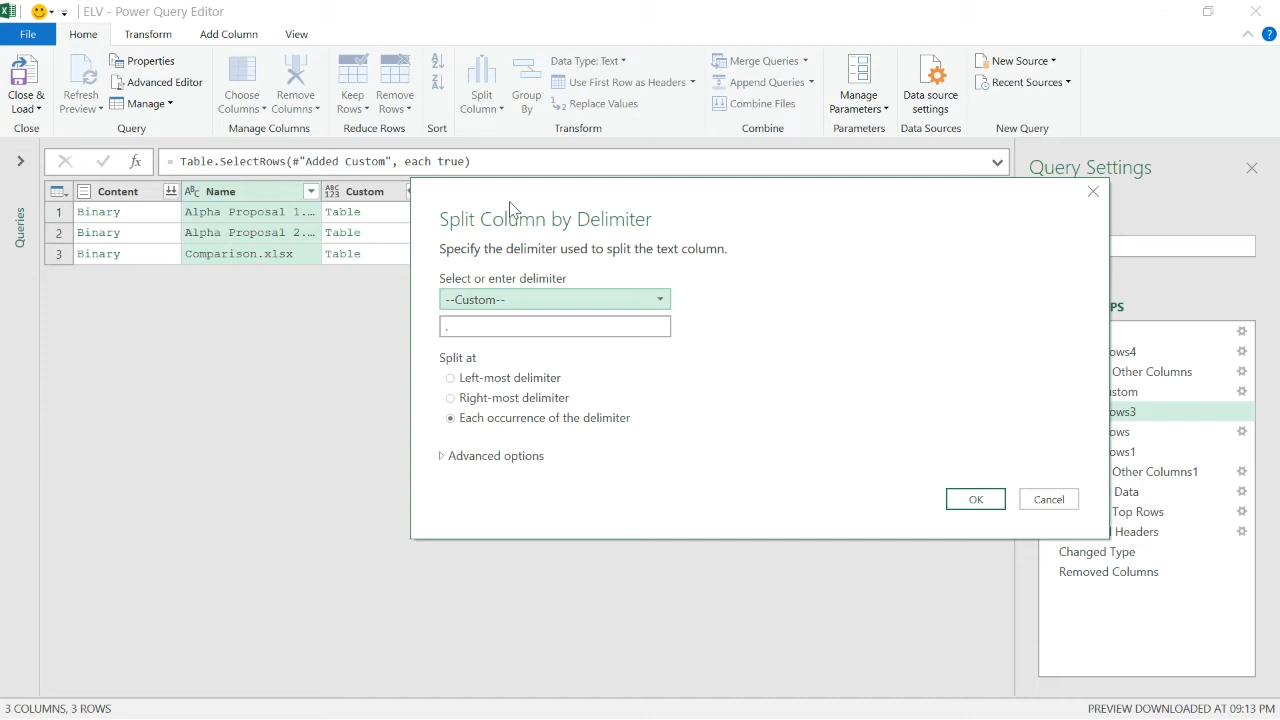 ELV - Power Query Editor
File Home Transform Add Column View
Close & Load
Close
Refresh Preview
Properties
Advanced Editor
Manage
Query
Choose Columns
Remove Columns
Manage Columns
Keep Rows
Remove Rows
Reduce Rows
Sort
Split Column
Group By
Data Type: Text
Use First Row as Headers
Replace Values
Transform
Merge Queries
Append Queries
Combine Files
Combine
Manage Parameters
Parameters
Data source settings
Data Sources
New Source
Recent Sources
New Query
fx = Table.SelectRows(#"Added Custom", each true)
Queries
Content Name Custom
1 Binary Alpha Proposal 1.... Table
2 Binary Alpha Proposal 2.... Table
3 Binary Comparison.xlsx Table
Split Column by Delimiter
Specify the delimiter used to split the text column.
Select or enter delimiter
--Custom--
.
Split at
Left-most delimiter
Right-most delimiter
Each occurrence of the delimiter
Advanced options
OK Cancel
Query Settings
PS
ows4
Other Columns
stom
ows3
ows
ows1
Other Columns1
Data
Top Rows
Headers
Changed Type
Removed Columns
3 COLUMNS, 3 ROWS
PREVIEW DOWNLOADED AT 09:13 PM